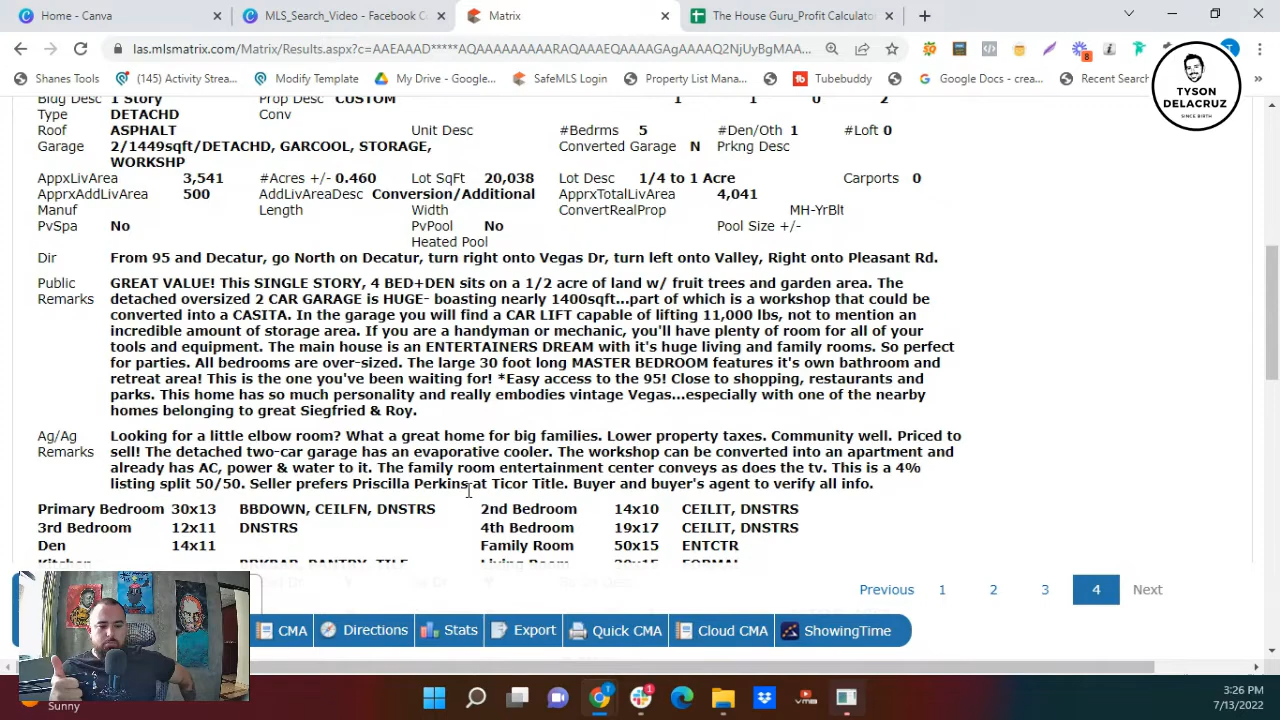 Home - Canva
MLS_Search_Video - Facebook C
Matrix
The House Guru_Profit Calculator
las.mlsmatrix.com/Matrix/Results.aspx?c=AAEAAAD*****AQAAAAAAAAARAQAAAEQAAAAGAgAAAAQ2NjUyBgMAA...
Shanes Tools
(145) Activity Strea...
Modify Template
My Drive - Google...
SafeMLS Login
Property List Mana...
Tubebuddy
Google Docs - crea...
Recent Search
TYSON
DELACRUZ
SINCE BIRTH
Bldg Desc 1 Story Prop Desc CUSTOM 1 1 0 2
Type DETACHD Conv
Roof ASPHALT Unit Desc #Bedrms 5 #Den/Oth 1 #Loft 0
Garage 2/1449sqft/DETACHD, GARCOOL, STORAGE, Converted Garage N Prkng Desc
WORKSHP
AppxLivArea 3,541 #Acres +/- 0.460 Lot SqFt 20,038 Lot Desc 1/4 to 1 Acre Carports 0
ApprxAddLivArea 500 AddLivAreaDesc Conversion/Additional ApprxTotalLivArea 4,041
Manuf Length Width ConvertRealProp MH-YrBlt
PvSpa No PvPool No Pool Size +/-
Heated Pool
Dir From 95 and Decatur, go North on Decatur, turn right onto Vegas Dr, turn left onto Valley, Right onto Pleasant Rd.
Public GREAT VALUE! This SINGLE STORY, 4 BED+DEN sits on a 1/2 acre of land w/ fruit trees and garden area. The
Remarks detached oversized 2 CAR GARAGE is HUGE- boasting nearly 1400sqft...part of which is a workshop that could be
converted into a CASITA. In the garage you will find a CAR LIFT capable of lifting 11,000 lbs, not to mention an
incredible amount of storage area. If you are a handyman or mechanic, you'll have plenty of room for all of your
tools and equipment. The main house is an ENTERTAINERS DREAM with it's huge living and family rooms. So perfect
for parties. All bedrooms are over-sized. The large 30 foot long MASTER BEDROOM features it's own bathroom and
retreat area! This is the one you've been waiting for! *Easy access to the 95! Close to shopping, restaurants and
parks. This home has so much personality and really embodies vintage Vegas...especially with one of the nearby
homes belonging to great Siegfried & Roy.
Ag/Ag Looking for a little elbow room? What a great home for big families. Lower property taxes. Community well. Priced to
Remarks sell! The detached two-car garage has an evaporative cooler. The workshop can be converted into an apartment and
already has AC, power & water to it. The family room entertainment center conveys as does the tv. This is a 4%
listing split 50/50. Seller prefers Priscilla Perkins at Ticor Title. Buyer and buyer's agent to verify all info.
Primary Bedroom 30x13 BBDOWN, CEILFN, DNSTRS 2nd Bedroom 14x10 CEILIT, DNSTRS
3rd Bedroom 12x11 DNSTRS 4th Bedroom 19x17 CEILIT, DNSTRS
Den 14x11 Family Room 50x15 ENTCTR
Previous 1 2 3 4 Next
CMA Directions Stats Export Quick CMA Cloud CMA ShowingTime
8
1
VMIB
Sunny
3:26 PM
7/13/2022